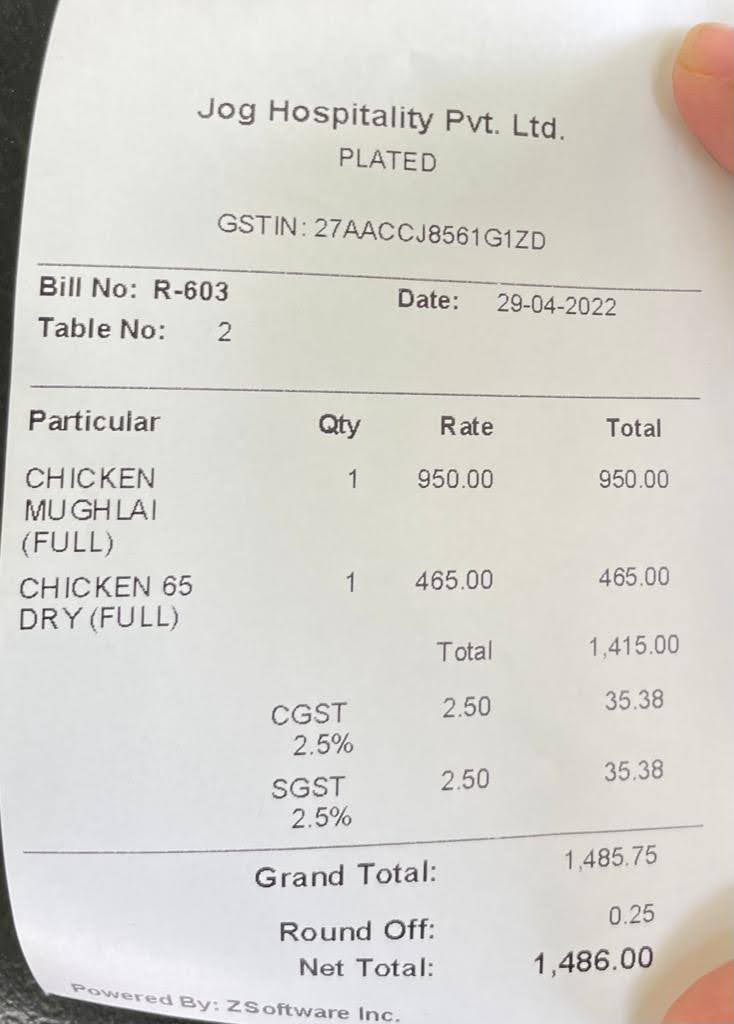 Jog Hospitality Pvt. Ltd.
PLATED
GSTIN: 27AACCJ8561G1ZD
Bill No: R-603 Date: 29-04-2022
Table No: 2
Particular Qty Rate Total
CHICKEN 1 950.00 950.00
MUGHLAI
(FULL)
CHICKEN 65 1 465.00 465.00
DRY (FULL)
Total 1,415.00
CGST 2.50 35.38
2.5%
SGST 2.50 35.38
2.5%
Grand Total: 1,485.75
Round Off: 0.25
Net Total: 1,486.00
Powered By: ZSoftware Inc.